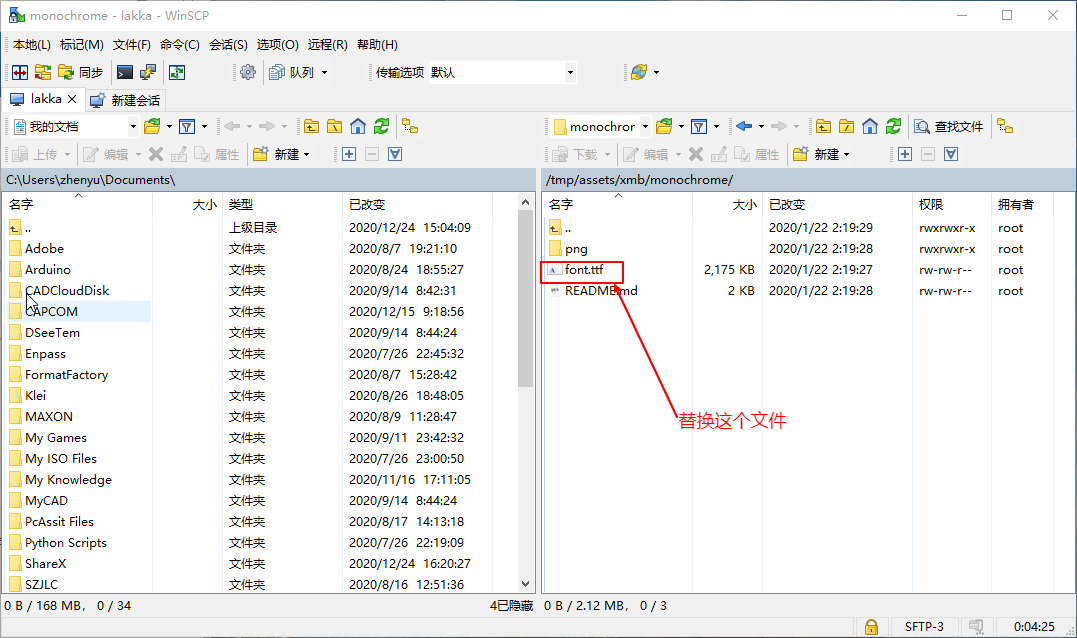 monochrome - lakka - WinSCP
本地(L) 标记(M) 文件(F) 命令(C) 会话(S) 选项(O) 远程(R) 帮助(H)
同步 队列 传输选项 默认
lakka 新建会话
我的文档 monochror 查找文件
上传 编辑 属性 新建 下载 编辑 属性 新建
C:\Users\zhenyu\Documents\ /tmp/assets/xmb/monochrome/
名字 大小 类型 已改变 名字 大小 已改变 权限 拥有者
.. 上级目录 2020/12/24 15:04:09 .. 2020/1/22 2:19:29 rwxrwxr-x root
Adobe 文件夹 2020/8/7 19:21:10 png 2020/1/22 2:19:28 rwxrwxr-x root
Arduino 文件夹 2020/8/24 18:55:27 font.ttf 2,175 KB 2020/1/22 2:19:27 rw-rw-r-- root
CADCloudDisk 文件夹 2020/9/14 8:42:31 README.md 2 KB 2020/1/22 2:19:28 rw-rw-r-- root
CAPCOM 文件夹 2020/12/15 9:18:56
DSeeTem 文件夹 2020/9/14 8:44:24
Enpass 文件夹 2020/7/26 22:45:32
FormatFactory 文件夹 2020/8/7 15:28:42
Klei 文件夹 2020/8/26 18:48:05
MAXON 文件夹 2020/8/9 11:28:47
替换这个文件
My Games 文件夹 2020/9/11 23:42:32
My ISO Files 文件夹 2020/7/26 23:00:50
My Knowledge 文件夹 2020/11/16 17:11:05
MyCAD 文件夹 2020/9/14 8:44:24
PcAssit Files 文件夹 2020/8/17 14:13:18
Python Scripts 文件夹 2020/7/26 22:19:09
ShareX 文件夹 2020/12/24 16:20:27
SZJLC 文件夹 2020/8/16 12:51:36
0 B / 168 MB， 0 / 34 4已隐藏 0 B / 2.12 MB， 0 / 3
SFTP-3 0:04:25